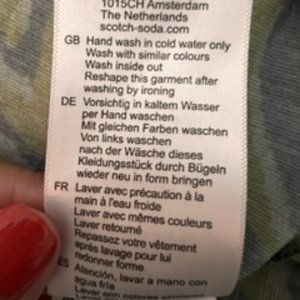 1015CH Amsterdam
The Netherlands
scotch-soda.com
GB Hand wash in cold water only
Wash with similar colours
Wash inside out
Reshape this garment after
washing by ironing
DE Vorsichtig in kaltem Wasser
per Hand waschen
Mit gleichen Farben waschen
Von links waschen
nach der Wäsche dieses
Kleidungsstück durch Bügeln
wieder neu in form bringen
FR Laver avec précaution à la
main à l'eau froide
Laver avec mêmes couleurs
Laver retourné
Repassez votre vêtement
après lavage pour lui
redonner forme
ES Atención, lavar a mano con
agua fría
Lavar con colores similares